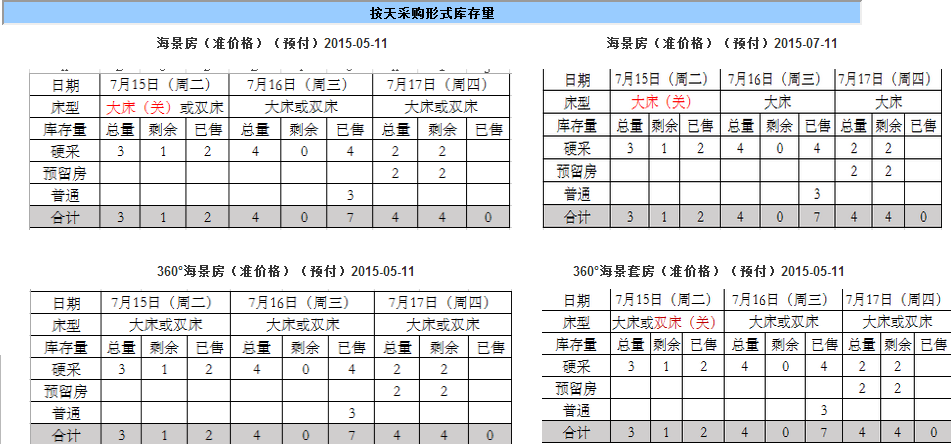 按天采购形式库存量
海景房（准价格）（预付）2015-05-11
日期 7月15日（周二） 7月16日（周三） 7月17日（周四）
床型 大床（关）或双床 大床或双床 大床或双床
库存量 总量 剩余 已售 总量 剩余 已售 总量 剩余 已售
硬采 3 1 2 4 0 4 2 2
预留房 2 2
普通 3
合计 3 1 2 4 0 7 4 4 0
海景房（准价格）（预付）2015-07-11
日期 7月15日（周二） 7月16日（周三） 7月17日（周四）
床型 大床（关） 大床 大床
库存量 总量 剩余 已售 总量 剩余 已售 总量 剩余 已售
硬采 3 1 2 4 0 4 2 2
预留房 2 2
普通 3
合计 3 1 2 4 0 7 4 4 0
360°海景房（准价格）（预付）2015-05-11
日期 7月15日（周二） 7月16日（周三） 7月17日（周四）
床型 大床或双床 大床或双床 大床或双床
库存量 总量 剩余 已售 总量 剩余 已售 总量 剩余 已售
硬采 3 1 2 4 0 4 2 2
预留房 2 2
普通 3
合计 3 1 2 4 0 7 4 4 0
360°海景套房（准价格）（预付）2015-05-11
日期 7月15日（周二） 7月16日（周三） 7月17日（周四）
床型 大床或双床（关） 大床或双床 大床或双床
库存量 总量 剩余 已售 总量 剩余 已售 总量 剩余 已售
硬采 3 1 2 4 0 4 2 2
预留房 2 2
普通 3
合计 3 1 2 4 0 7 4 4 0